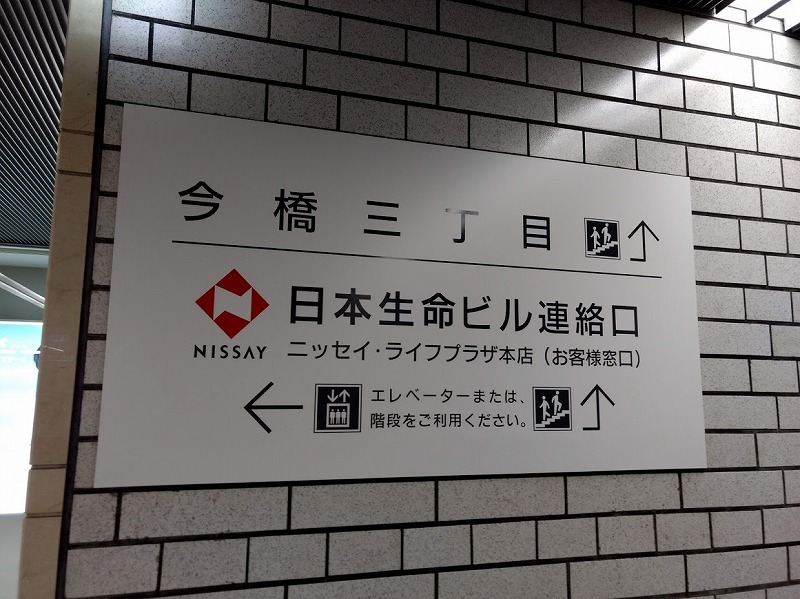 今橋三丁目
日本生命ビル連絡口
NISSAY
ニッセイ・ライフプラザ本店(お客様窓口)
エレベーターまたは、
階段をご利用ください。